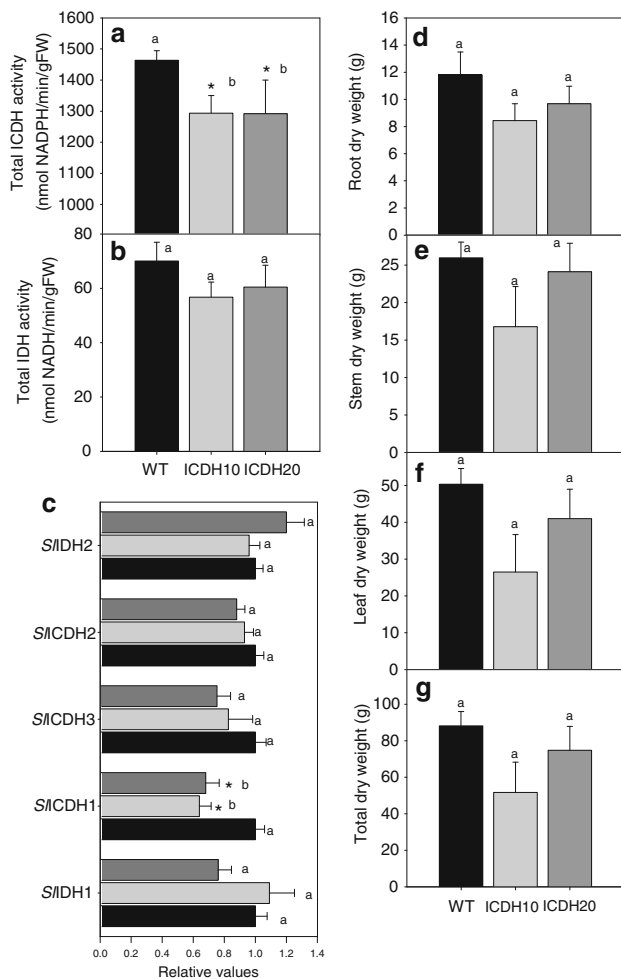 a
Total ICDH activity
(nmol NADPH/min/gFW)
1600
1500
1400
1300
1200
1100
1000
80
a
* b
* b
b
Total IDH activity
(nmol NADH/min/gFW)
80
60
40
20
0
a
a
a
WT ICDH10 ICDH20
c
SlIDH2
a
a
a
SlICDH2
a
a
a
SlICDH3
a
a
a
SlICDH1
* b
* b
a
SlIDH1
a
a
a
0.0 0.2 0.4 0.6 0.8 1.0 1.2 1.4
Relative values
d
Root dry weight (g)
16
14
12
10
8
6
4
2
0
a
a
a
e
Stem dry weight (g)
25
20
15
10
5
0
a
a
a
f
Leaf dry weight (g)
50
40
30
20
10
0
a
a
a
g
Total dry weight (g)
100
80
60
40
20
0
a
a
a
WT ICDH10 ICDH20